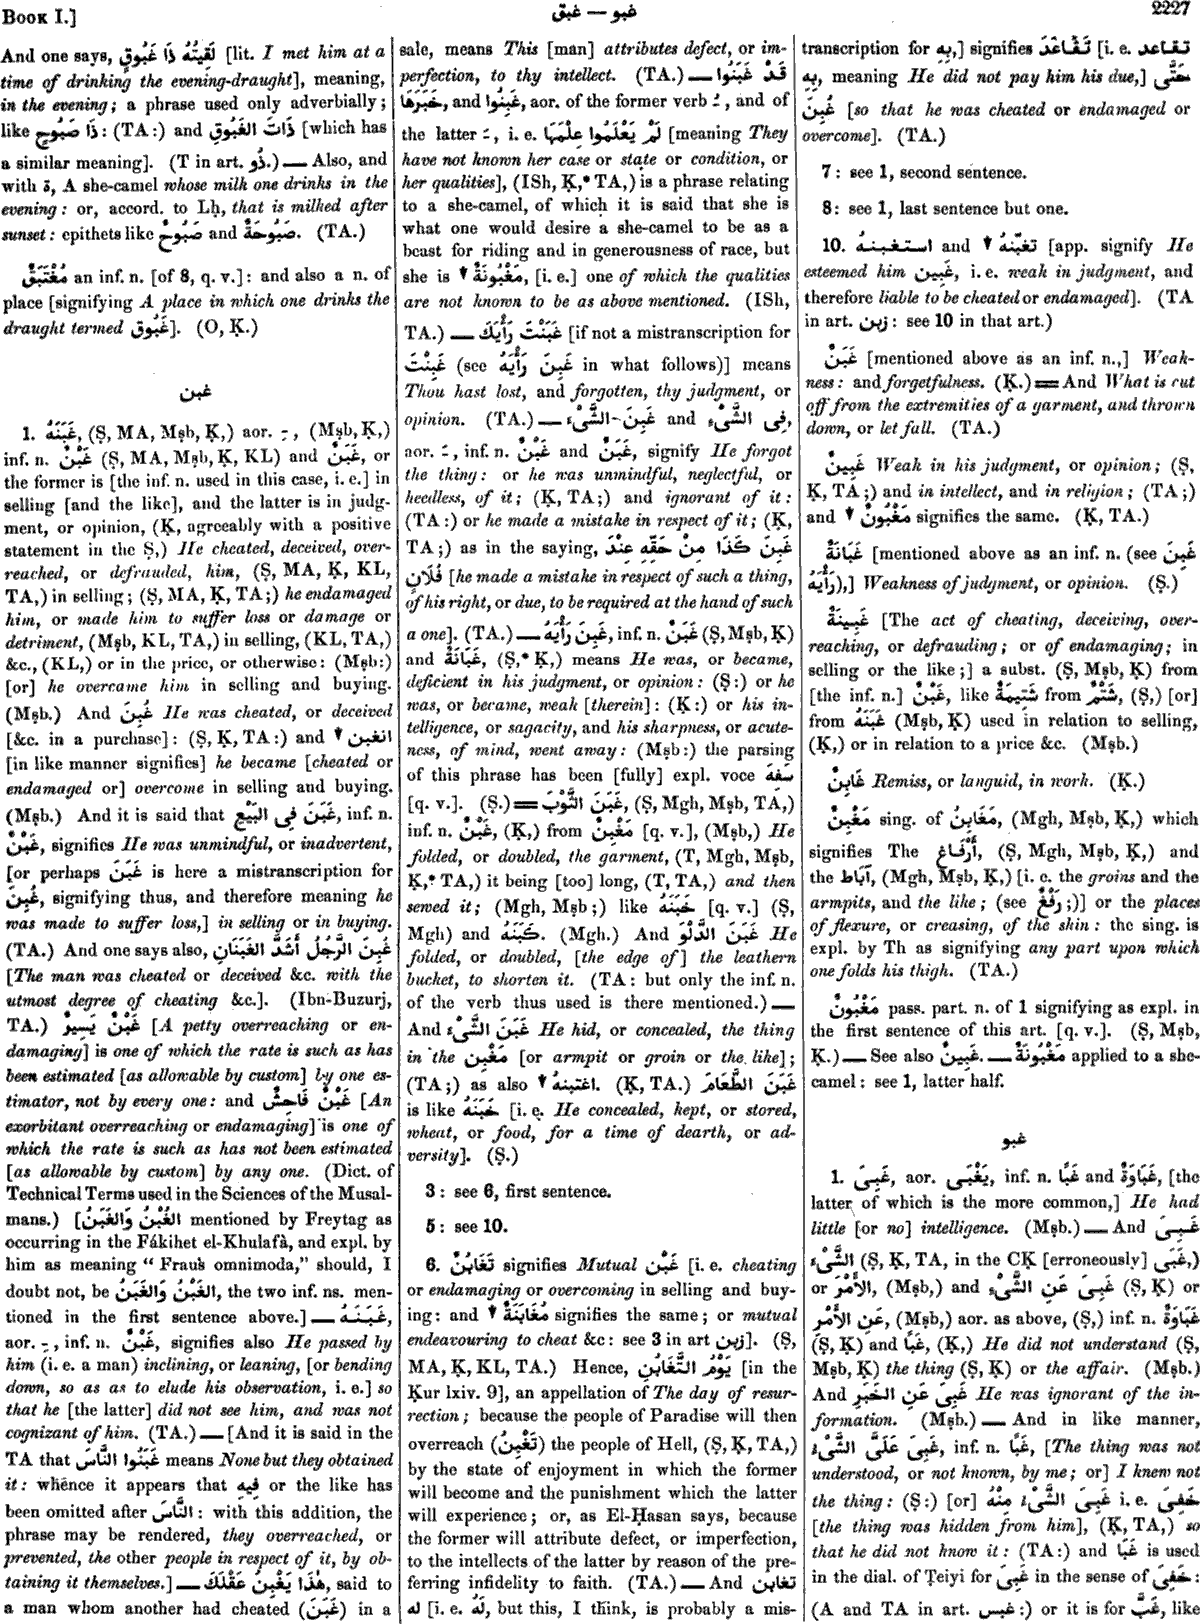 BOOK I.]
غبو — غبق
2227
And one says, لَقِيتُهُ ذَا غَبُوقٍ [lit. I met him at a
time of drinking the evening-draught], meaning,
in the evening; a phrase used only adverbially;
like ذَا صَبُوحٍ: (TA:) and ذَاتَ الغَبُوقِ [which has
a similar meaning]. (T in art. ذُو.) — Also, and
with ة, A she-camel whose milk one drinks in the
evening: or, accord. to Lḥ, that is milked after
sunset: epithets like صَبُوحٌ and صَبُوحَةٌ. (TA.)
مُغْتَبَقٌ an inf. n. [of 8, q. v.]: and also a n. of
place [signifying A place in which one drinks the
draught termed غَبُوق]. (O, Ḳ.)
غبن
1. غَبَنَهُ, (Ṣ, MA, Mṣb, Ḳ,) aor. ـِ, (Mṣb, Ḳ,)
inf. n. غَبْنٌ (Ṣ, MA, Mṣb, Ḳ, KL) and غَبَنٌ, or
the former is [the inf. n. used in this case, i. e.] in
selling [and the like], and the latter is in judg-
ment, or opinion, (Ḳ, agreeably with a positive
statement in the Ṣ,) He cheated, deceived, over-
reached, or defrauded, him, (Ṣ, MA, Ḳ, KL,
TA,) in selling; (Ṣ, MA, Ḳ, TA;) he endamaged
him, or made him to suffer loss or damage or
detriment, (Mṣb, KL, TA,) in selling, (KL, TA,)
&c., (KL,) or in the price, or otherwise: (Mṣb:)
[or] he overcame him in selling and buying.
(Mṣb.) And غُبِنَ He was cheated, or deceived
[&c. in a purchase]: (Ṣ, Ḳ, TA:) and ▼ انغبن
[in like manner signifies] he became [cheated or
endamaged or] overcome in selling and buying.
(Mṣb.) And it is said that غَبَنَ فِى البَيْعِ, inf. n.
غَبْنٌ, signifies He was unmindful, or inadvertent,
[or perhaps غَبَنَ is here a mistranscription for
غُبِنَ, signifying thus, and therefore meaning he
was made to suffer loss,] in selling or in buying.
(TA.) And one says also, غُبِنَ الرَّجُلُ أَشَدَّ الغَبَنَانِ
[The man was cheated or deceived &c. with the
utmost degree of cheating &c.]. (Ibn-Buzurj,
TA.) غَبْنٌ يَسِيرٌ [A petty overreaching or en-
damaging] is one of which the rate is such as has
been estimated [as allowable by custom] by one es-
timator, not by every one: and غَبْنٌ فَاحِشٌ [An
exorbitant overreaching or endamaging] is one of
which the rate is such as has not been estimated
[as allowable by custom] by any one. (Dict. of
Technical Terms used in the Sciences of the Musal-
mans.) [الغُبْنُ وَالغَبَنُ mentioned by Freytag as
occurring in the Fákihet el-Khulafà, and expl. by
him as meaning "Fraus omnimoda," should, I
doubt not, be الغَبْنُ وَالغَبَنُ, the two inf. ns. men-
tioned in the first sentence above.] — غَبَنَهُ,
aor. ـِ, inf. n. غَبْنٌ, signifies also He passed by
him (i. e. a man) inclining, or leaning, [or bending
down, so as as to elude his observation, i. e.] so
that he [the latter] did not see him, and was not
cognizant of him. (TA.) — [And it is said in the
TA that غَبَنُوا النَّاسَ means None but they obtained
it: whence it appears that فِيهِ or the like has
been omitted after النَّاسَ: with this addition, the
phrase may be rendered, they overreached, or
prevented, the other people in respect of it, by ob-
taining it themselves.] — هٰذَا يَغْبِنُ عَقْلَكَ, said to
a man whom another had cheated (غَبَنَ) in a
sale, means This [man] attributes defect, or im-
perfection, to thy intellect. (TA.) — قَدْ غَبَنُوا
خَبَرَهَا, and غَبِنُوا, aor. of the former verb ـُ, and of
the latter ـَ, i. e. لَمْ يَعْلَمُوا عِلْمَهَا [meaning They
have not known her case or state or condition, or
her qualities], (ISh, Ḳ,* TA,) is a phrase relating
to a she-camel, of which it is said that she is
what one would desire a she-camel to be as a
beast for riding and in generousness of race, but
she is ▼ مَغْبُونَةٌ, [i. e.] one of which the qualities
are not known to be as above mentioned. (ISh,
TA.) — غَبَنْتَ رَأْيَكَ [if not a mistranscription for
غَبِنْتَ (see غَبِنَ رَأْيَهُ in what follows)] means
Thou hast lost, and forgotten, thy judgment, or
opinion. (TA.) — غَبِنَ الشَّىْءَ and فِى الشَّىْءِ,
aor. ـَ, inf. n. غَبْنٌ and غَبَنٌ, signify He forgot
the thing: or he was unmindful, neglectful, or
heedless, of it; (Ḳ, TA;) and ignorant of it:
(TA:) or he made a mistake in respect of it; (Ḳ,
TA;) as in the saying, غَبِنَ كَذَا مِنْ حَقِّهِ عِنْدَ
فُلَانٍ [he made a mistake in respect of such a thing,
of his right, or due, to be required at the hand of such
a one]. (TA.) — غَبِنَ رَأْيَهُ, inf. n. غَبَنٌ (Ṣ, Mṣb, Ḳ)
and غَبَانَةٌ, (Ṣ,* Ḳ,) means He was, or became,
deficient in his judgment, or opinion: (Ṣ:) or he
was, or became, weak [therein]: (Ḳ:) or his in-
telligence, or sagacity, and his sharpness, or acute-
ness, of mind, went away: (Mṣb:) the parsing
of this phrase has been [fully] expl. voce سَفِهَ
[q. v.]. (Ṣ.) == غَبَنَ الثَّوْبَ, (Ṣ, Mgh, Mṣb, TA,)
inf. n. غَبْنٌ, (Ḳ,) from مَغْبِنٌ [q. v.], (Mṣb,) He
folded, or doubled, the garment, (T, Mgh, Mṣb,
Ḳ,* TA,) it being [too] long, (T, TA,) and then
sewed it; (Mgh, Mṣb;) like خَبَنَهُ [q. v.] (Ṣ,
Mgh) and كَبَنَهُ. (Mgh.) And غَبَنَ الدَّلْوَ He
folded, or doubled, [the edge of] the leathern
bucket, to shorten it. (TA: but only the inf. n.
of the verb thus used is there mentioned.) —
And غَبَنَ الشَّىْءَ He hid, or concealed, the thing
in the مَغْبِن [or armpit or groin or the like];
(TA;) as also ▼ اغتبنهُ. (Ḳ, TA.) غَبَنَ الطَّعَامَ
is like خَبَنَهُ [i. e. He concealed, kept, or stored,
wheat, or food, for a time of dearth, or ad-
versity]. (Ṣ.)
3: see 6, first sentence.
5: see 10.
6. تَغَابُنٌ signifies Mutual غَبْن [i. e. cheating
or endamaging or overcoming in selling and buy-
ing: and ▼ مُغَابَنَةٌ signifies the same; or mutual
endeavouring to cheat &c: see 3 in art زبن]. (Ṣ,
MA, Ḳ, KL, TA.) Hence, يَوْمُ التَّغَابُنِ [in the
Ḳur lxiv. 9], an appellation of The day of resur-
rection; because the people of Paradise will then
overreach (تَغْبِنُ) the people of Hell, (Ṣ, Ḳ, TA,)
by the state of enjoyment in which the former
will become and the punishment which the latter
will experience; or, as El-Ḥasan says, because
the former will attribute defect, or imperfection,
to the intellects of the latter by reason of the pre-
ferring infidelity to faith. (TA.) — And تغابن
له [i. e. لَهُ, but this, I think, is probably a mis-
transcription for بِهِ,] signifies تَقَاعَدَ [i. e. تقاعد
بِهِ, meaning He did not pay him his due,] حَتَّى
غُبِنَ [so that he was cheated or endamaged or
overcome]. (TA.)
7: see 1, second sentence.
8: see 1, last sentence but one.
10. استغبنهُ and ▼ تغبّنهُ [app. signify He
esteemed him غَبِين, i. e. weak in judgment, and
therefore liable to be cheated or endamaged]. (TA
in art. زبن: see 10 in that art.)
غَبَنٌ [mentioned above as an inf. n.,] Weak-
ness: and forgetfulness. (Ḳ.) == And What is cut
off from the extremities of a garment, and thrown
down, or let fall. (TA.)
غَبِينٌ Weak in his judgment, or opinion; (Ṣ,
Ḳ, TA;) and in intellect, and in religion; (TA;)
and ▼ مَغْبُونٌ signifies the same. (Ḳ, TA.)
غَبَانَةٌ [mentioned above as an inf. n. (see غَبِنَ
رَأْيَهُ),] Weakness of judgment, or opinion. (Ṣ.)
غَبِينَةٌ [The act of cheating, deceiving, over-
reaching, or defrauding; or of endamaging; in
selling or the like;] a subst. (Ṣ, Mṣb, Ḳ) from
[the inf. n.] غَبْنٌ, like شَتِيمَةٌ from شَتْمٌ, (Ṣ,) [or]
from غَبَنَهُ (Mṣb, Ḳ) used in relation to selling,
(Ḳ,) or in relation to a price &c. (Mṣb.)
غَابِنٌ Remiss, or languid, in work. (Ḳ.)
مَغْبِنٌ sing. of مَغَابِنُ, (Mgh, Mṣb, Ḳ,) which
signifies The أَرْفَاغ, (Ṣ, Mgh, Mṣb, Ḳ,) and
the آبَاط, (Mgh, Mṣb, Ḳ,) [i. e. the groins and the
armpits, and the like; (see رُفْغٌ;)] or the places
of flexure, or creasing, of the skin: the sing. is
expl. by Th as signifying any part upon which
one folds his thigh. (TA.)
مَغْبُونٌ pass. part. n. of 1 signifying as expl. in
the first sentence of this art. [q. v.]. (Ṣ, Mṣb,
Ḳ.) — See also غَبِينٌ. — مَغْبُونَةٌ applied to a she-
camel: see 1, latter half.
غبو
1. غَبِىَ, aor. يَغْبَى, inf. n. غَبًا and غَبَاوَةٌ, [the
latter of which is the more common,] He had
little [or no] intelligence. (Mṣb.) — And غَبِىَ
الشَّىْءَ (Ṣ, Ḳ, TA, in the CḲ [erroneously] غَبَى,)
or الأَمْرَ, (Mṣb,) and غَبِىَ عَنِ الشَّىْءِ (Ṣ, Ḳ) or
عَنِ الأَمْرِ, (Mṣb,) aor. as above, (Ṣ,) inf. n. غَبَاوَةٌ
(Ṣ, Ḳ) and غَبًا, (Ḳ,) He did not understand (Ṣ,
Mṣb, Ḳ) the thing (Ṣ, Ḳ) or the affair. (Mṣb.)
And غَبِىَ عَنِ الخَبَرِ He was ignorant of the in-
formation. (Mṣb.) — And in like manner,
غَبِىَ عَلَىَّ الشَّىْءُ, inf. n. غَبًا, [The thing was not
understood, or not known, by me; or] I knew not
the thing: (Ṣ:) [or] غَبِىَ الشَّىْءُ مِنْهُ i. e. خَفِىَ
[the thing was hidden from him], (Ḳ, TA,) so
that he did not know it: (TA:) and غَبَا is used
in the dial. of Ṭeiyi for غَبِىَ in the sense of خَفِىَ:
(A and TA in art. غبس:) or it is for غَبَّ, like